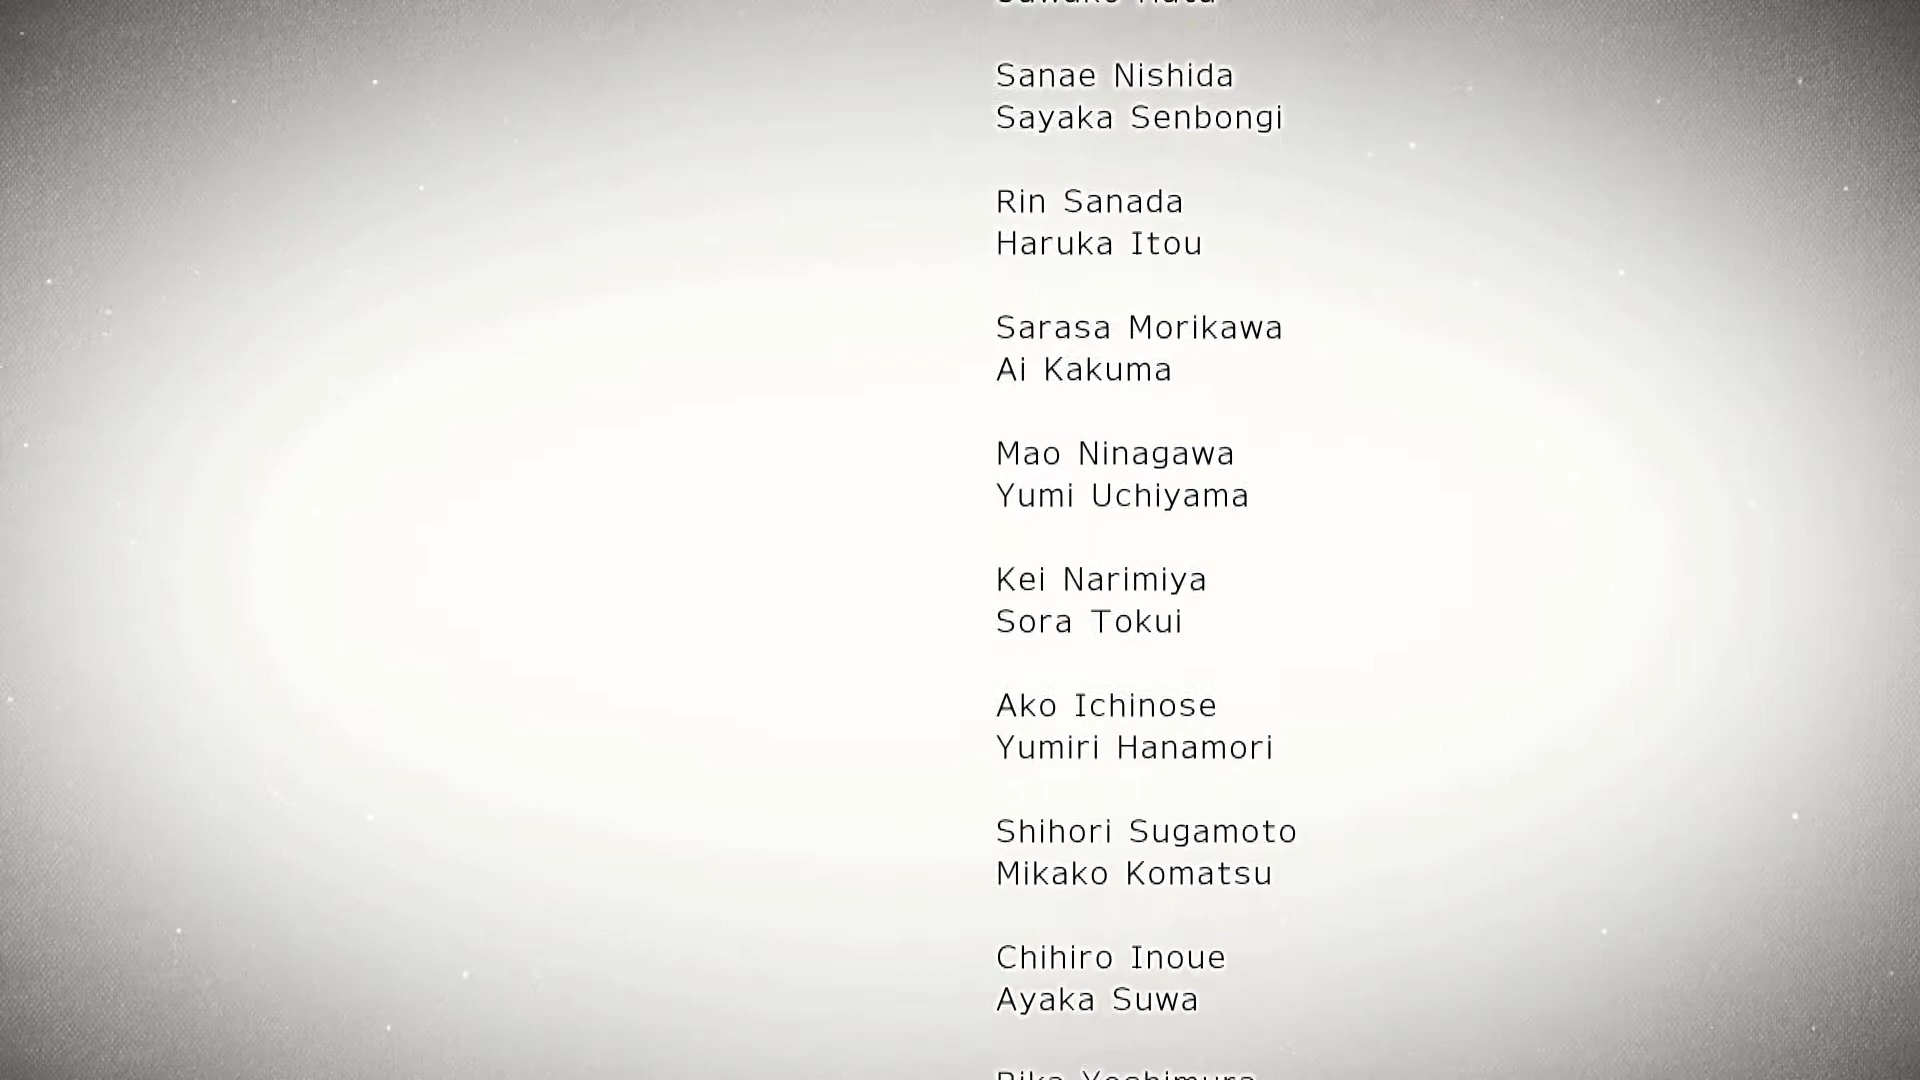 Sanae Nishida
Sayaka Senbongi
Rin Sanada
Haruka Itou
Sarasa Morikawa
Ai Kakuma
Mao Ninagawa
Yumi Uchiyama
Kei Narimiya
Sora Tokui
Ako Ichinose
Yumiri Hanamori
Shihori Sugamoto
Mikako Komatsu
Chihiro Inoue
Ayaka Suwa